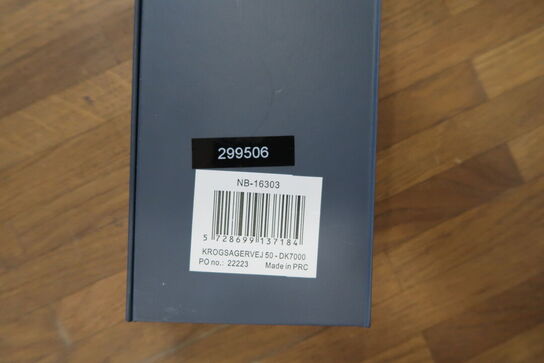 299506
NB-16303
5 728699 137184
KROGSAGERVEJ 50 - DK7000
PO no.: 22223 Made in PRC